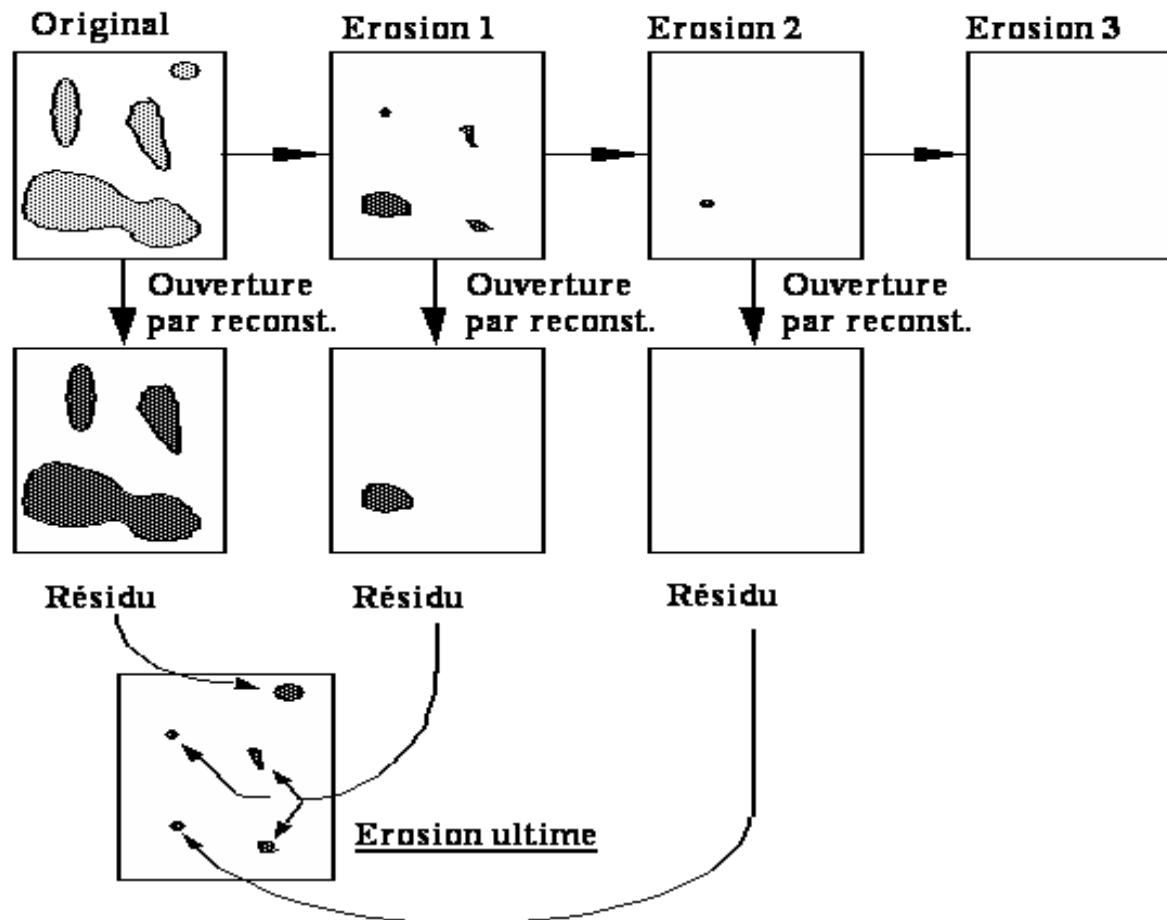 Original
Erosion 1
Erosion 2
Erosion 3
Ouverture
par reconst.
Ouverture
par reconst.
Ouverture
par reconst.
Résidu
Résidu
Résidu
Erosion ultime